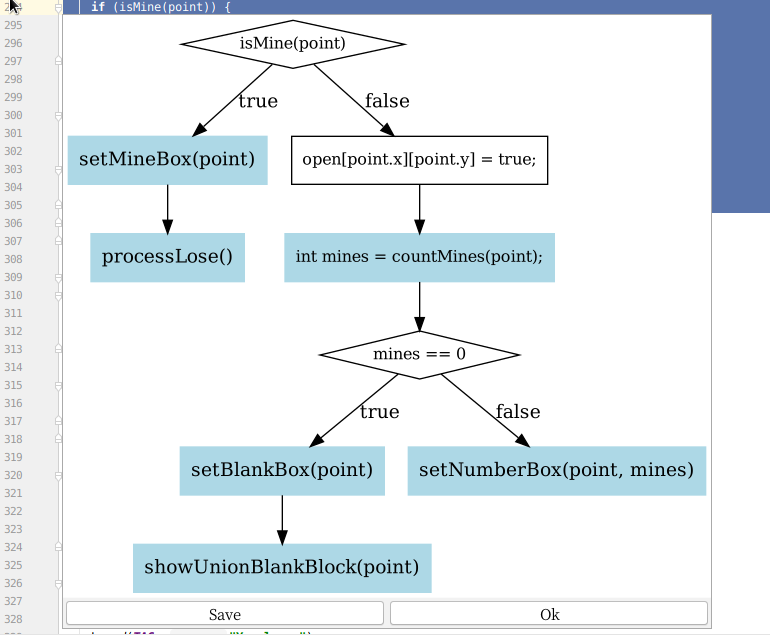 if (isMine(point)) {
295
296
297
298
299
300
301
302
303
304
305
306
307
308
309
310
311
312
313
314
315
316
317
318
319
320
321
322
323
324
325
326
327
328
isMine(point)
true
false
setMineBox(point)
open[point.x][point.y] = true;
processLose()
int mines = countMines(point);
mines == 0
true
false
setBlankBox(point)
setNumberBox(point, mines)
showUnionBlankBlock(point)
Save
Ok